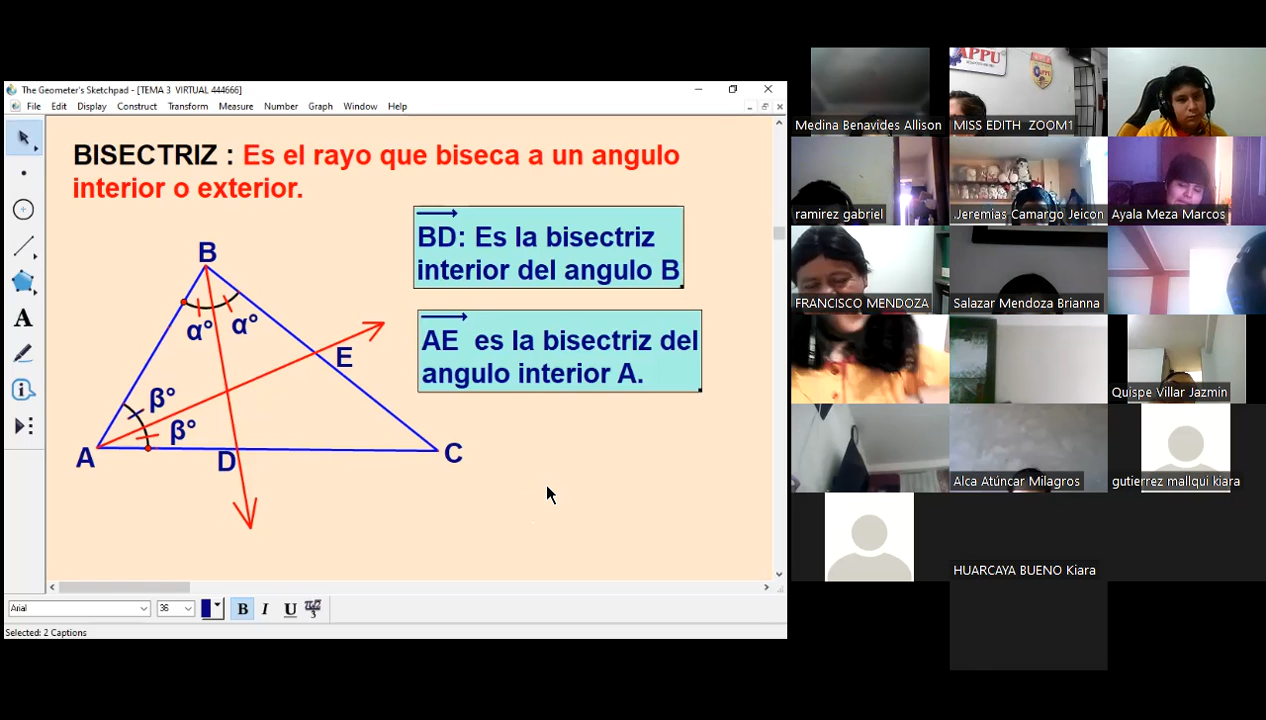 The Geometer's Sketchpad - [TEMA 3 VIRTUAL 444666]
File Edit Display Construct Transform Measure Number Graph Window Help
BISECTRIZ : Es el rayo que biseca a un angulo
interior o exterior.
BD: Es la bisectriz
interior del angulo B
AE es la bisectriz del
angulo interior A.
B
α° α°
E
β°
β°
A
D
C
A
Arial 36 B I U
Selected: 2 Captions
Medina Benavides Allison
APPU
MISS EDITH ZOOM1
ramirez gabriel
Jeremias Camargo Jeicon
Ayala Meza Marcos
FRANCISCO MENDOZA
Salazar Mendoza Brianna
Quispe Villar Jazmin
Alca Atúncar Milagros
gutierrez mallqui kiara
HUARCAYA BUENO Kiara